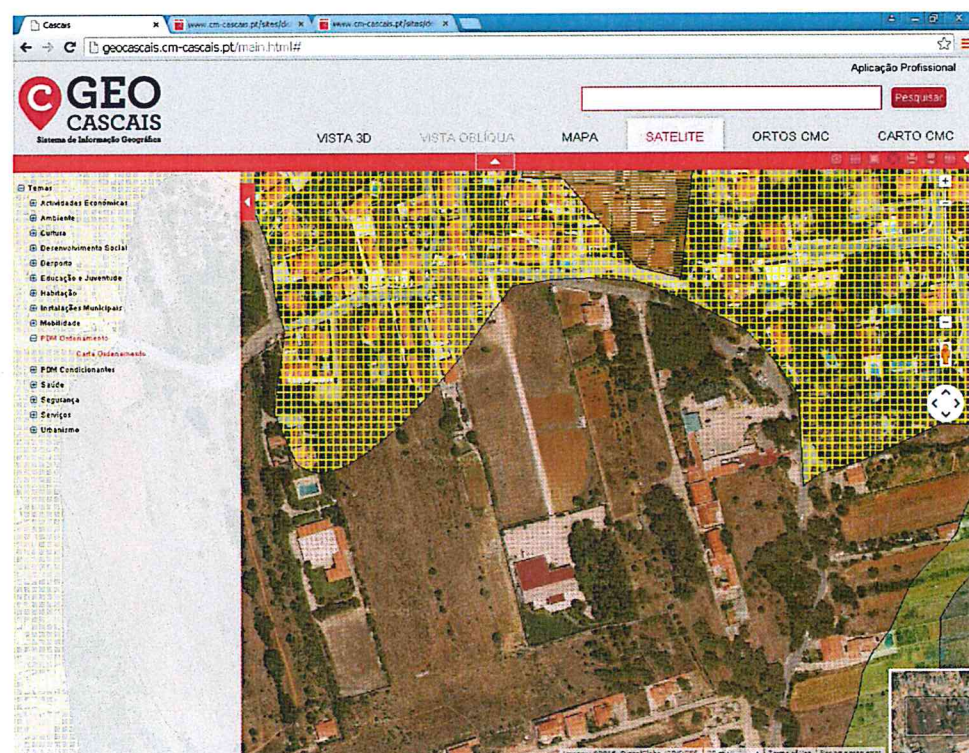 Cascais
www.cm-cascais.pt/sites/de
www.cm-cascais.pt/sites/de
geocascais.cm-cascais.pt/main.html#
Aplicação Profissional
GEO
CASCAIS
Sistema de Informação Geográfica
Pesquisar
VISTA 3D
VISTA OBLÍQUA
MAPA
SATELITE
ORTOS CMC
CARTO CMC
Temas
Actividades Económicas
Ambiente
Cultura
Desenvolvimento Social
Desporto
Educação e Juventude
Habitação
Instalações Municipais
Mobilidade
PDM Ordenamento
Carta Ordenamento
PDM Condicionantes
Saúde
Segurança
Serviços
Urbanismo